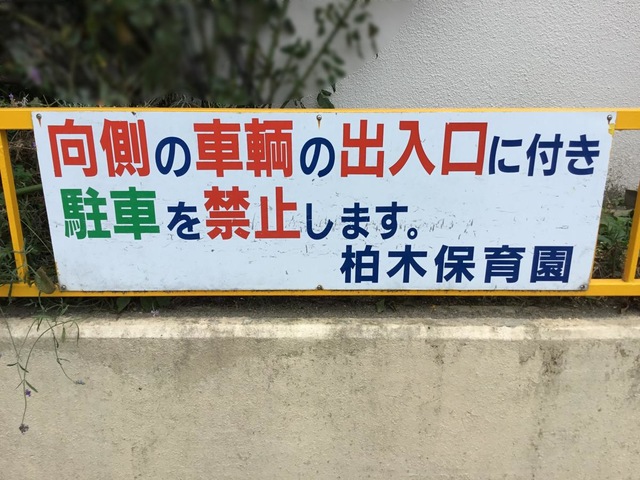 向側の車輌の出入口に付き
駐車を禁止します。
柏木保育園